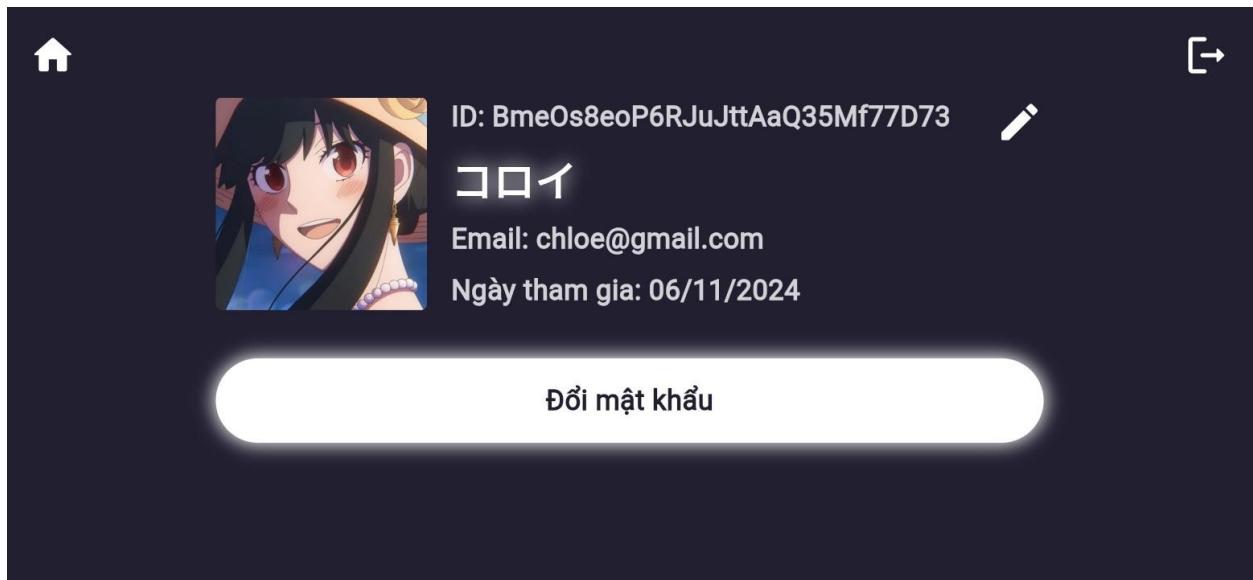 ID: BmeOs8eoP6RJuJttAaQ35Mf77D73
コロイ
Email: chloe@gmail.com
Ngày tham gia: 06/11/2024
Đổi mật khẩu